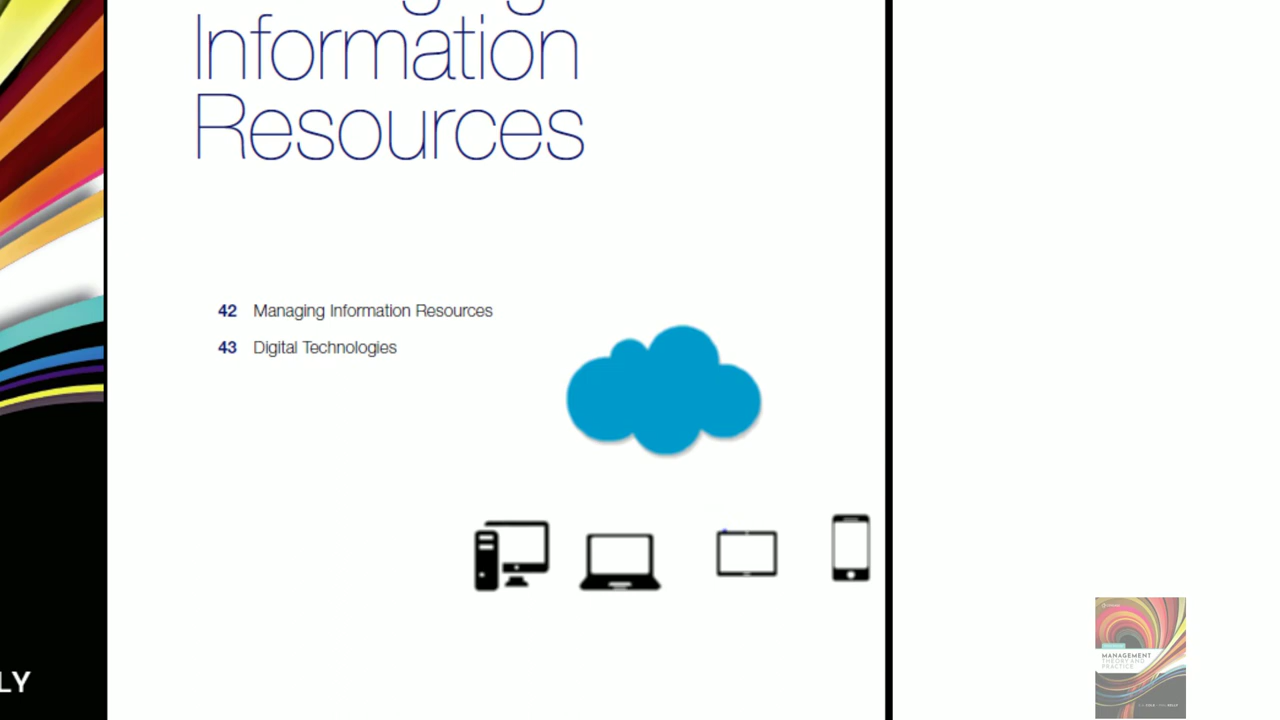 Information
Resources
42 Managing Information Resources
43 Digital Technologies
LY
MANAGEMENT
THEORY AND
PRACTICE